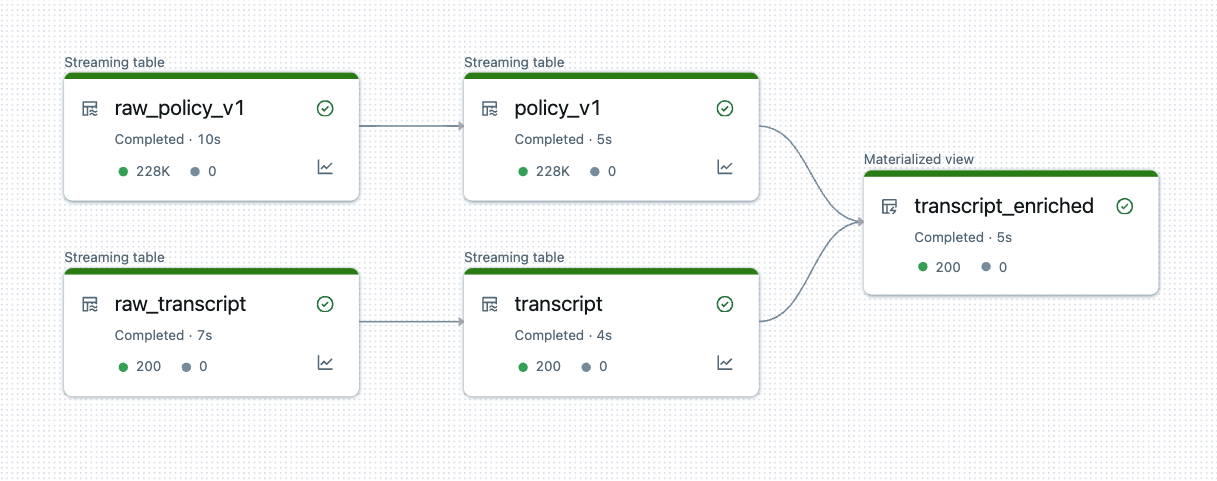 Streaming table
raw_policy_v1
Completed · 10s
228K 0
Streaming table
policy_v1
Completed · 5s
228K 0
Materialized view
transcript_enriched
Completed · 5s
200 0
Streaming table
raw_transcript
Completed · 7s
200 0
Streaming table
transcript
Completed · 4s
200 0